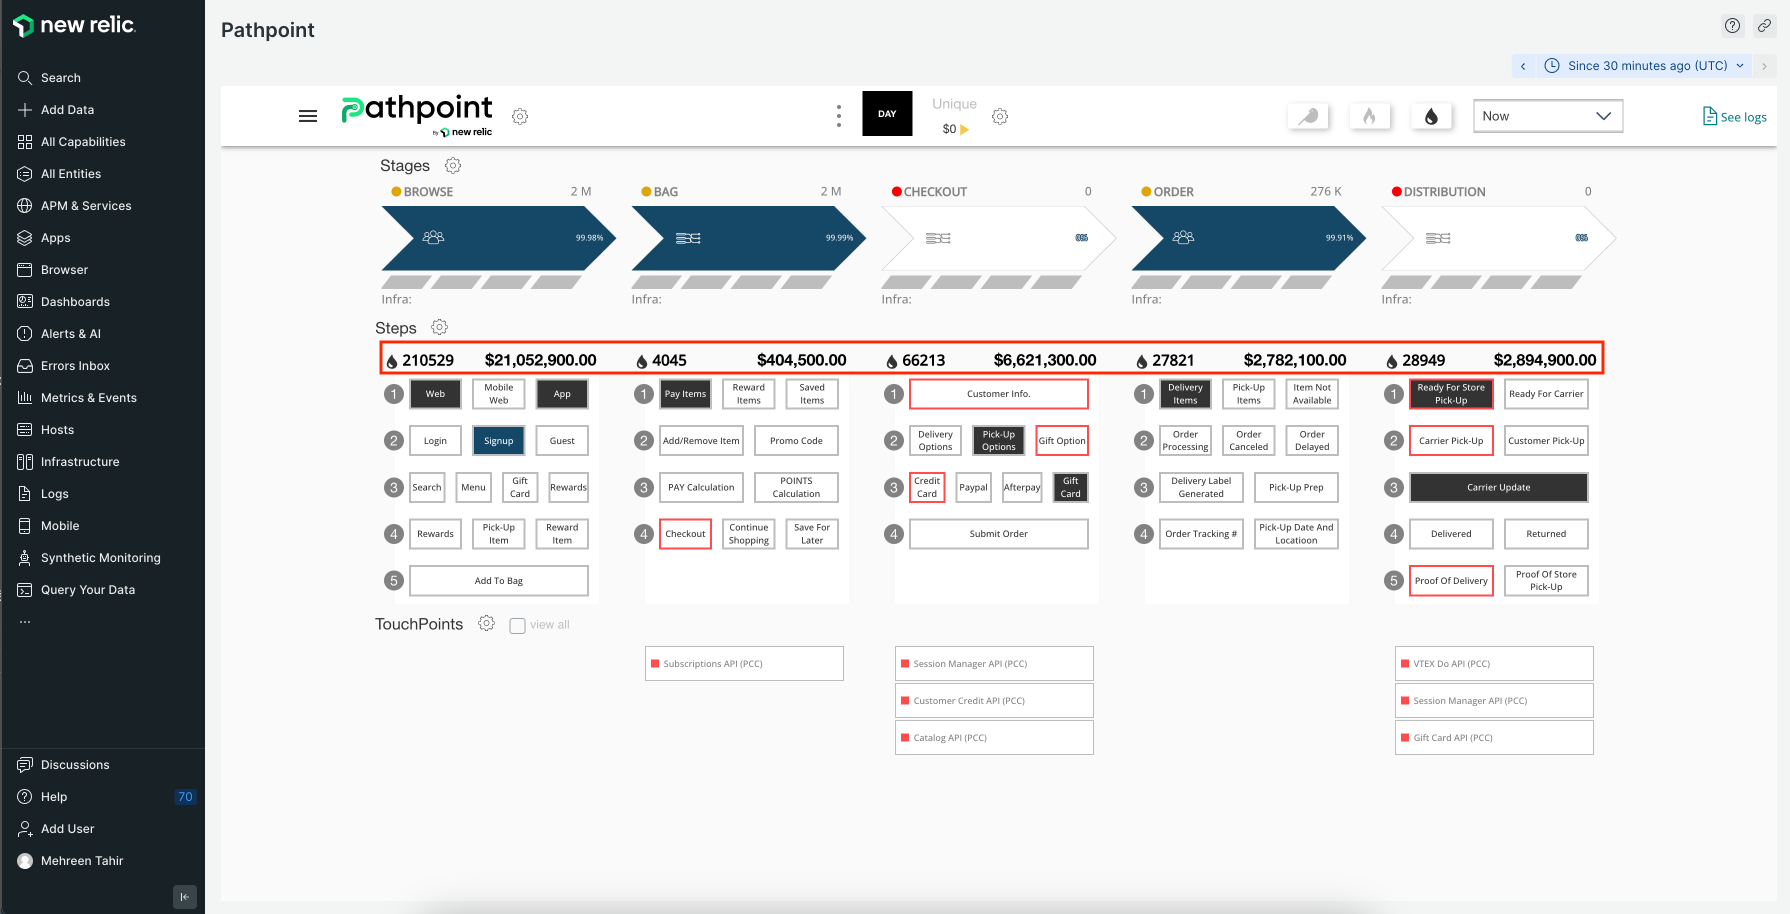 new relic.
Search
Add Data
All Capabilities
All Entities
APM & Services
Apps
Browser
Dashboards
Alerts & AI
Errors Inbox
Metrics & Events
Hosts
Infrastructure
Logs
Mobile
Synthetic Monitoring
Query Your Data
...
Discussions
Help 70
Add User
Mehreen Tahir
Pathpoint
Since 30 minutes ago (UTC)
Pathpoint
by new relic
DAY
Unique
$0
Now
See logs
Stages
BROWSE 2 M
BAG 2 M
CHECKOUT 0
ORDER 276 K
DISTRIBUTION 0
99.98%
99.99%
0%
99.91%
0%
Infra:
Infra:
Infra:
Infra:
Infra:
Steps
210529 $21,052,900.00
4045 $404,500.00
66213 $6,621,300.00
27821 $2,782,100.00
28949 $2,894,900.00
1 Web
Mobile
Web
App
2 Login
Signup
Guest
3 Search
Menu
Gift
Card
Rewards
4 Rewards
Pick-Up
Item
Reward
Item
5 Add To Bag
1 Pay Items
Reward
Items
Saved
Items
2 Add/Remove Item
Promo Code
3 PAY Calculation
POINTS
Calculation
4 Checkout
Continue
Shopping
Save For
Later
1 Customer Info.
2 Delivery
Options
Pick-Up
Options
Gift Option
3 Credit
Card
Paypal
Afterpay
Gift
Card
4 Submit Order
1 Delivery
Items
Pick-Up
Items
Item Not
Available
2 Order
Processing
Order
Canceled
Order
Delayed
3 Delivery Label
Generated
Pick-Up Prep
4 Order Tracking #
Pick-Up Date And
Locatioon
1 Ready For Store
Pick-Up
Ready For Carrier
2 Carrier Pick-Up
Customer Pick-Up
3 Carrier Update
4 Delivered
Returned
5 Proof Of Delivery
Proof Of Store
Pick-Up
TouchPoints
view all
Subscriptions API (PCC)
Session Manager API (PCC)
Customer Credit API (PCC)
Catalog API (PCC)
VTEX Do API (PCC)
Session Manager API (PCC)
Gift Card API (PCC)